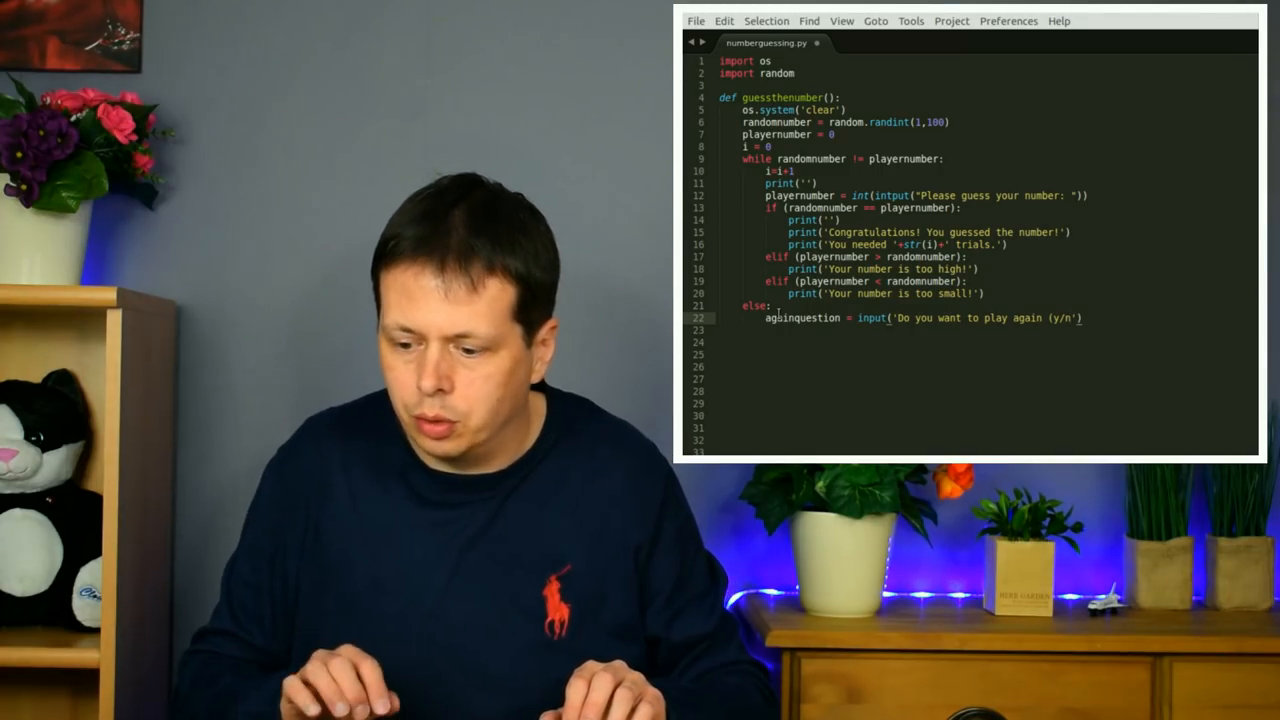 File Edit Selection Find View Goto Tools Project Preferences Help
numberguessing.py
1 import os
2 import random
3
4 def guessthenumber():
5 os.system('clear')
6 randomnumber = random.randint(1,100)
7 playernumber = 0
8 i = 0
9 while randomnumber != playernumber:
10 i=i+1
11 print('')
12 playernumber = int(intput("Please guess your number: "))
13 if (randomnumber == playernumber):
14 print('')
15 print('Congratulations! You guessed the number!')
16 print('You needed '+str(i)+' trials.')
17 elif (playernumber > randomnumber):
18 print('Your number is too high!')
19 elif (playernumber < randomnumber):
20 print('Your number is too small!')
21 else:
22 againquestion = input('Do you want to play again (y/n')
23
24
25
26
27
28
29
30
31
32
33
HERB GARDEN